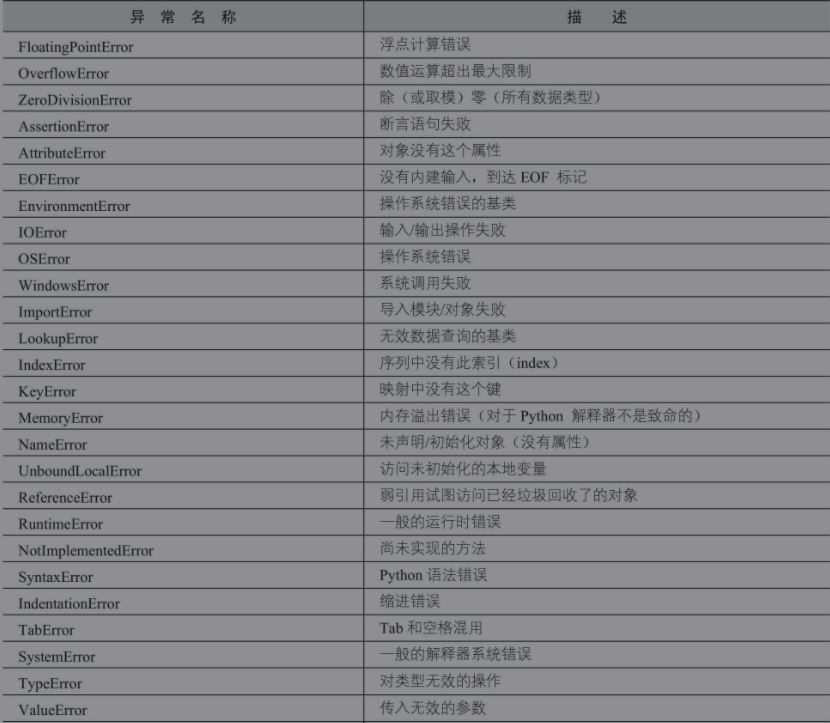 异常名称 描述
FloatingPointError 浮点计算错误
OverflowError 数值运算超出最大限制
ZeroDivisionError 除（或取模）零（所有数据类型）
AssertionError 断言语句失败
AttributeError 对象没有这个属性
EOFError 没有内建输入，到达 EOF 标记
EnvironmentError 操作系统错误的基类
IOError 输入/输出操作失败
OSError 操作系统错误
WindowsError 系统调用失败
ImportError 导入模块/对象失败
LookupError 无效数据查询的基类
IndexError 序列中没有此索引（index）
KeyError 映射中没有这个键
MemoryError 内存溢出错误（对于 Python 解释器不是致命的）
NameError 未声明/初始化对象（没有属性）
UnboundLocalError 访问未初始化的本地变量
ReferenceError 弱引用试图访问已经垃圾回收了的对象
RuntimeError 一般的运行时错误
NotImplementedError 尚未实现的方法
SyntaxError Python 语法错误
IndentationError 缩进错误
TabError Tab 和空格混用
SystemError 一般的解释器系统错误
TypeError 对类型无效的操作
ValueError 传入无效的参数